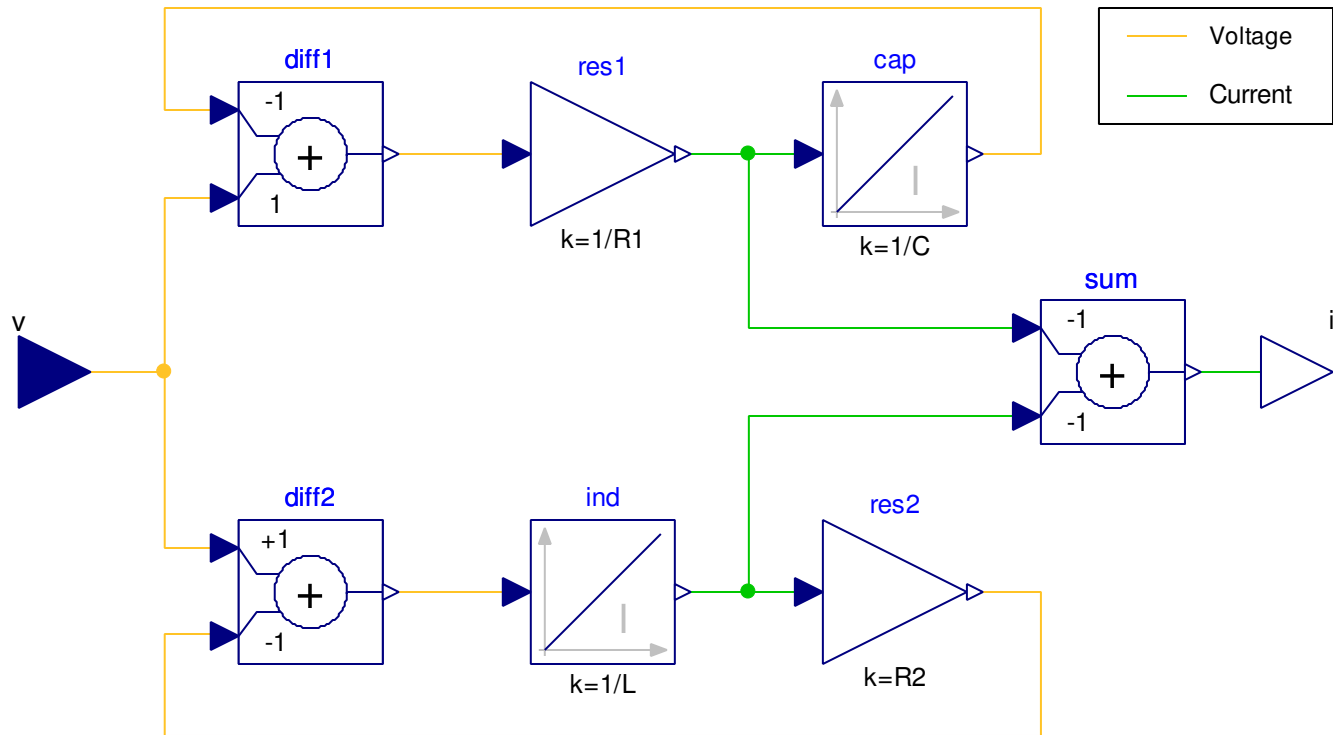 diff1
res1
cap
Voltage
Current
-1
+
1
k=1/R1
I
k=1/C
sum
v
i
-1
+
-1
diff2
ind
res2
+1
+
-1
I
k=1/L
k=R2